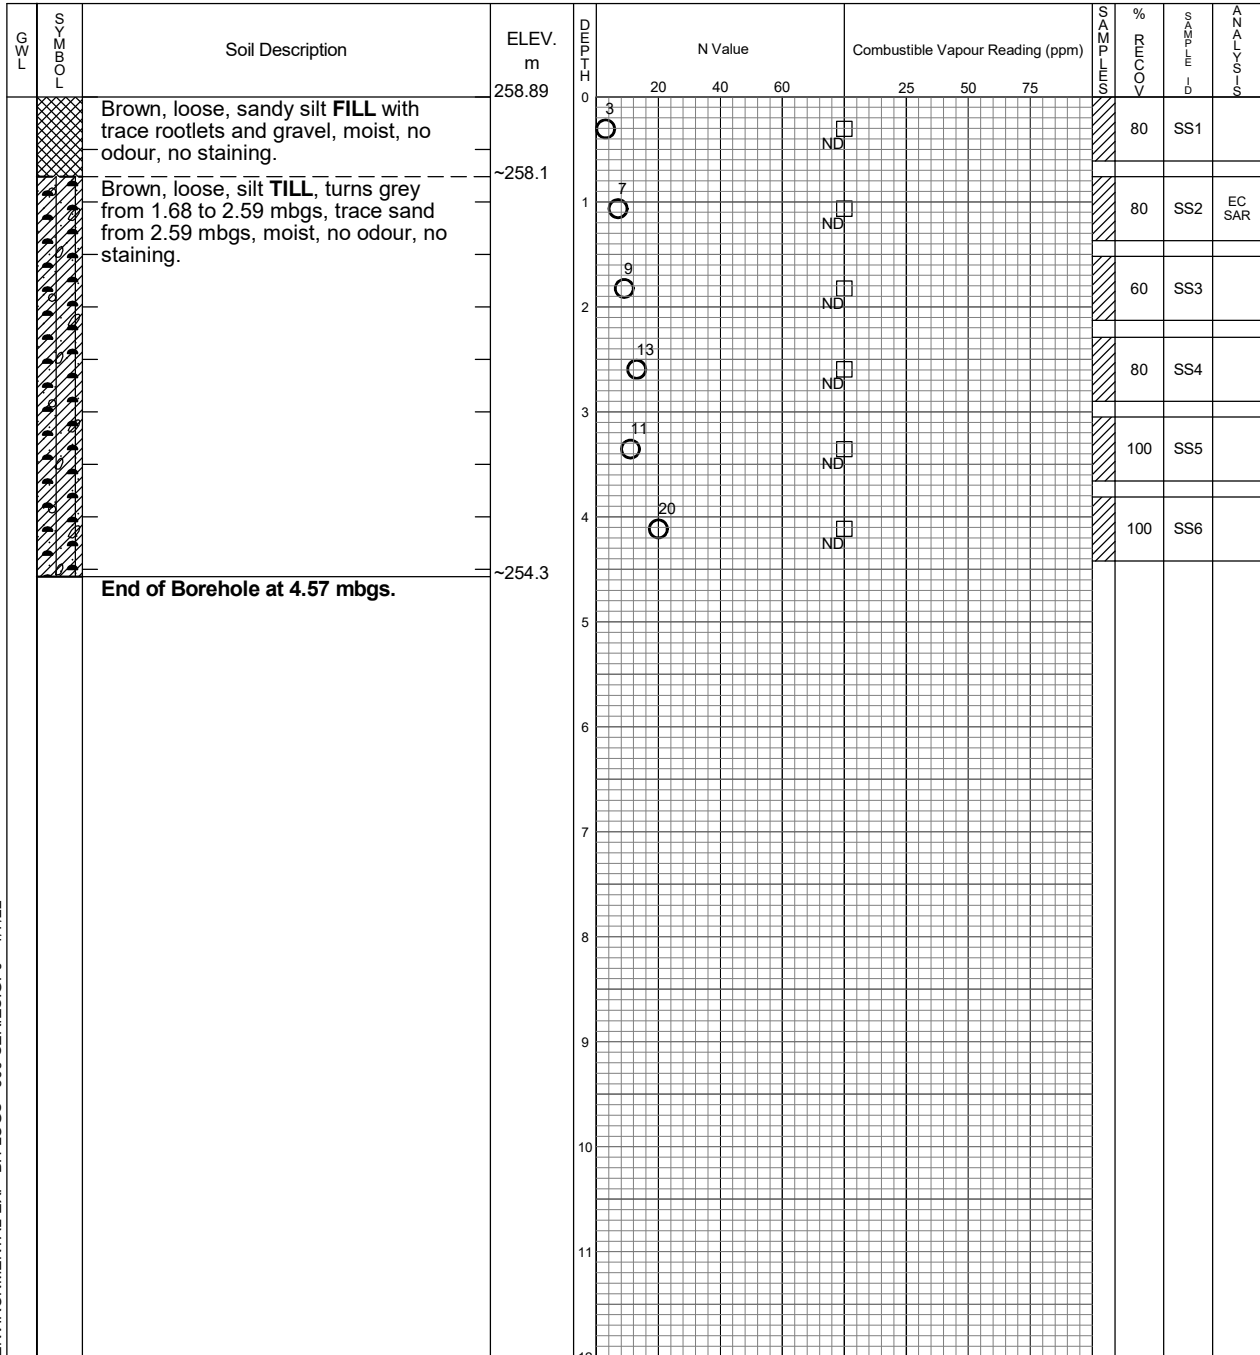 GWL
SYMBOL
Soil Description
ELEV.
m
DEPTH
N Value
Combustible Vapour Reading (ppm)
SAMPLES
% RECOV
SAMPLE ID
ANALYSIS
20 40 60
25 50 75
258.89
0
Brown, loose, sandy silt FILL with
trace rootlets and gravel, moist, no
odour, no staining.
3
ND
80 SS1
~258.1
Brown, loose, silt TILL, turns grey
from 1.68 to 2.59 mbgs, trace sand
from 2.59 mbgs, moist, no odour, no
staining.
7
1
ND
80 SS2 EC
SAR
9
2
ND
60 SS3
13
ND
80 SS4
3
11
ND
100 SS5
20
4
ND
100 SS6
~254.3
End of Borehole at 4.57 mbgs.
5
6
7
8
9
10
11